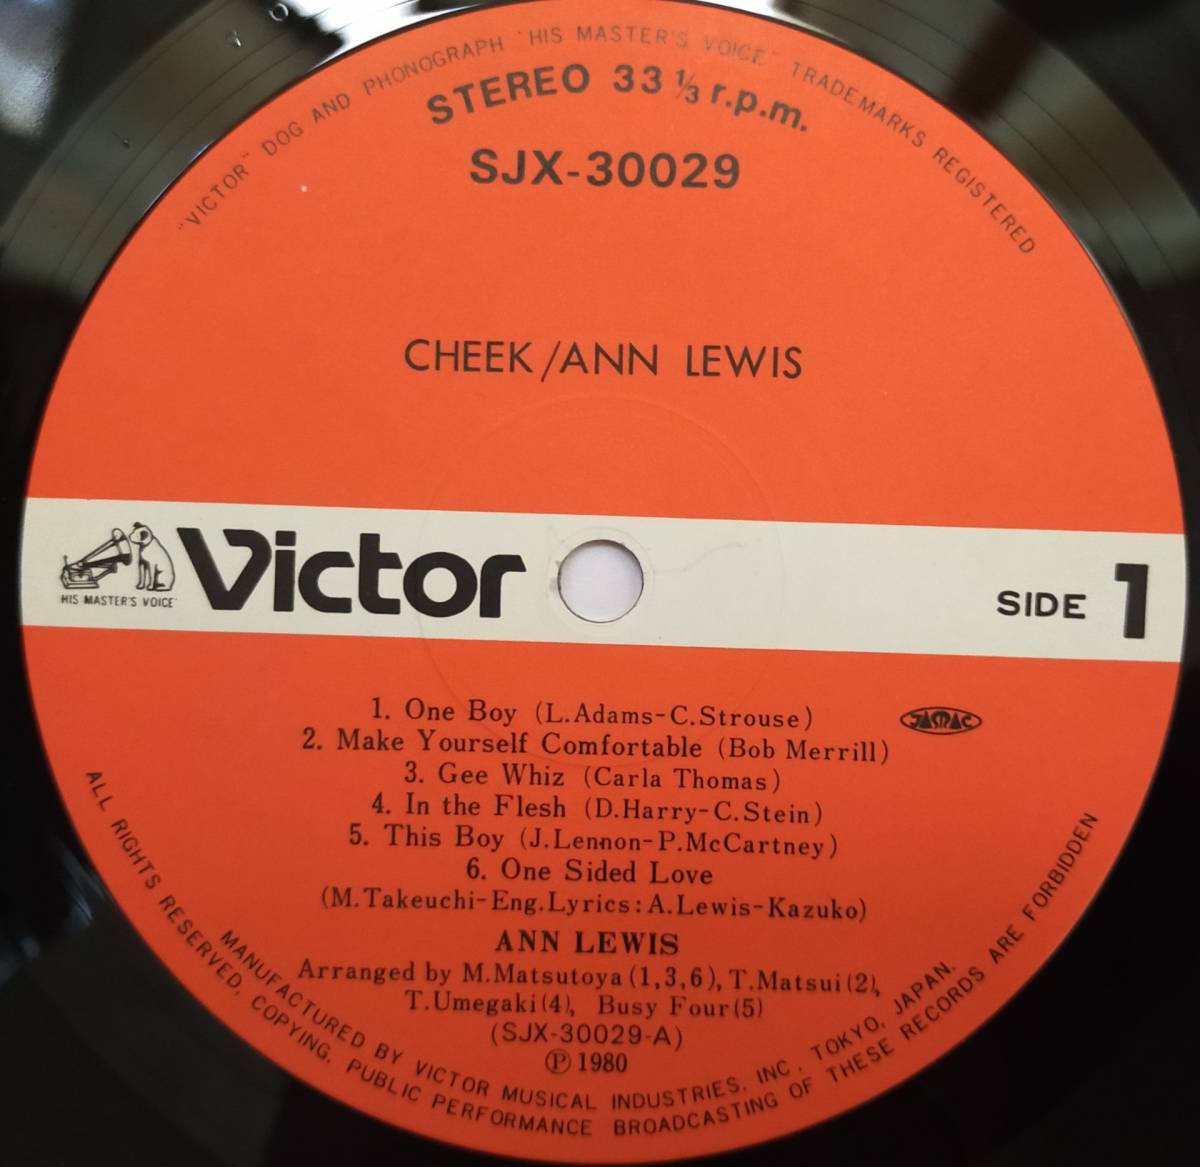 "VICTOR" DOG AND PHONOGRAPH "HIS MASTER'S VOICE" TRADEMARKS REGISTERED
STEREO 33 ⅓ r.p.m.
SJX-30029
CHEEK/ANN LEWIS
HIS MASTER'S VOICE
Victor
SIDE 1
1. One Boy (L.Adams-C.Strouse)
JASRAC
2. Make Yourself Comfortable (Bob Merrill)
3. Gee Whiz (Carla Thomas)
4. In the Flesh (D.Harry-C.Stein)
5. This Boy (J.Lennon-P.McCartney)
6. One Sided Love
(M.Takeuchi-Eng.Lyrics:A.Lewis-Kazuko)
ANN LEWIS
Arranged by M.Matsutoya(1,3,6), T.Matsui(2),
T.Umegaki(4), Busy Four(5)
(SJX-30029-A)
Ⓟ1980
MANUFACTURED BY VICTOR MUSICAL INDUSTRIES, INC., TOKYO, JAPAN.
ALL RIGHTS RESERVED, COPYING, PUBLIC PERFORMANCE BROADCASTING OF THESE RECORDS ARE FORBIDDEN